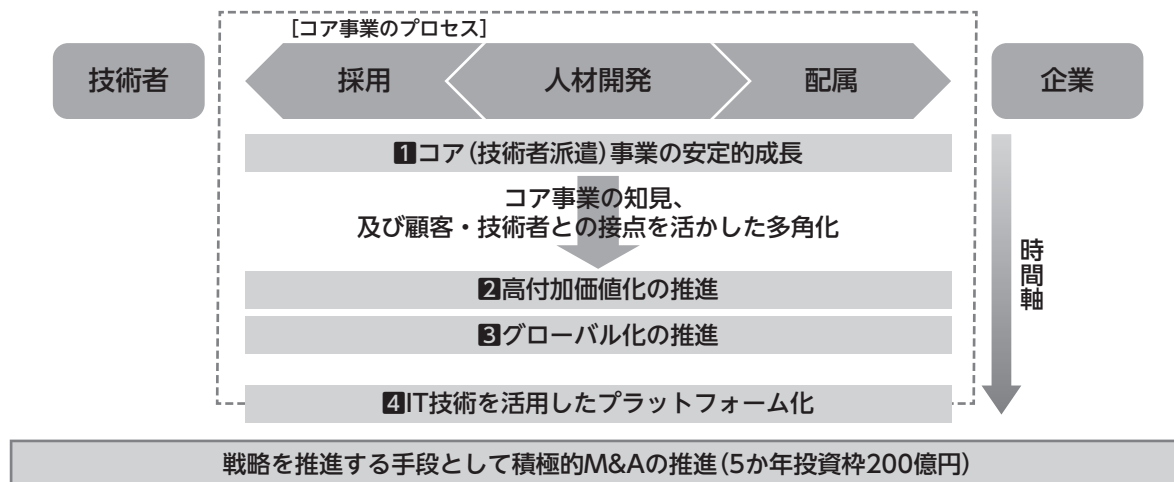 [コア事業のプロセス]
技術者
採用
人材開発
配属
企業
1コア(技術者派遣)事業の安定的成長
コア事業の知見、
及び顧客・技術者との接点を活かした多角化
2高付加価値化の推進
3グローバル化の推進
4IT技術を活用したプラットフォーム化
時間軸
戦略を推進する手段として積極的M&Aの推進(5か年投資枠200億円)